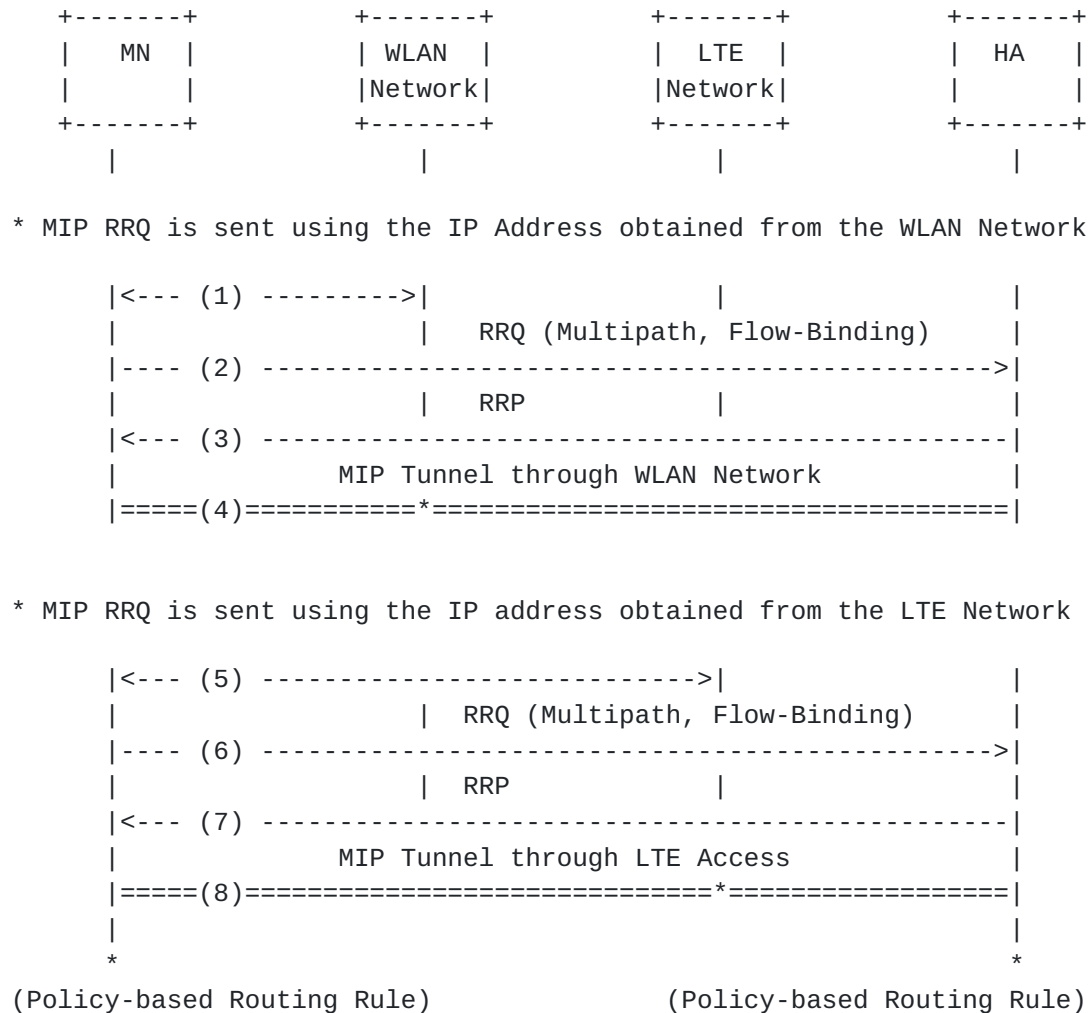 +-------+          +-------+            +-------+          +-------+
|   MN  |          | WLAN  |            |  LTE  |          |  HA   |
|       |          |Network|            |Network|          |       |
+-------+          +-------+            +-------+          +-------+
* MIP RRQ is sent using the IP Address obtained from the WLAN Network
|<--- (1) --------->|                  |                  |
|                   |   RRQ (Multipath, Flow-Binding)     |
|---- (2) ----------------------------------------------->|
|                   |   RRP            |                  |
|<--- (3) ------------------------------------------------|
|              MIP Tunnel through WLAN Network            |
|=====(4)===========*=====================================|
* MIP RRQ is sent using the IP address obtained from the LTE Network
|<--- (5) ---------------------------->|                  |
|                   | RRQ (Multipath, Flow-Binding)       |
|---- (6) ----------------------------------------------->|
|                   |  RRP             |                  |
|<--- (7) ------------------------------------------------|
|              MIP Tunnel through LTE Access              |
|=====(8)==============================*==================|
|                                                         |
*                                                         *
(Policy-based Routing Rule)               (Policy-based Routing Rule)